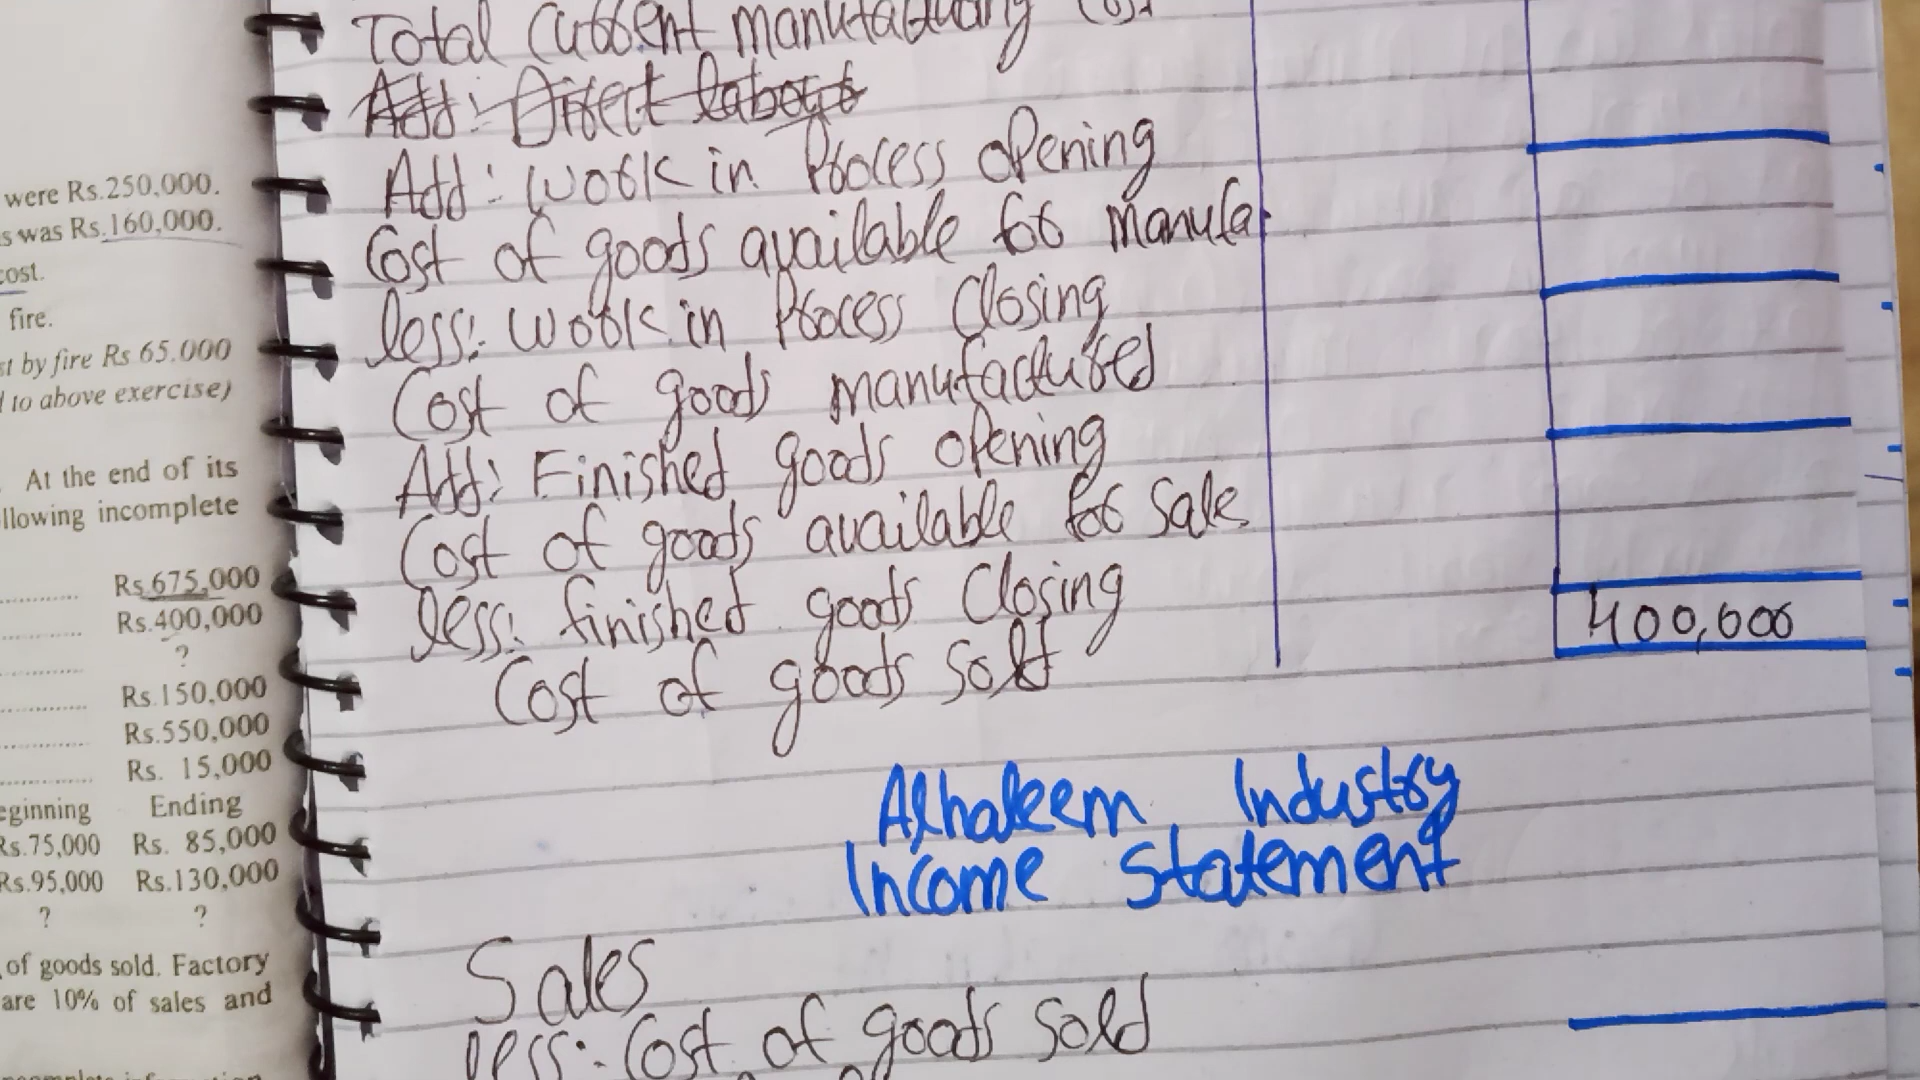 were Rs.250,000.
s was Rs.160,000.
cost.
fire.
st by fire Rs 65.000
to above exercise)
At the end of its
llowing incomplete
Rs.675,000
Rs.400,000
?
Rs.150,000
Rs.550,000
Rs. 15,000
eginning Ending
Rs.75,000 Rs. 85,000
Rs.95,000 Rs.130,000
? ?
of goods sold. Factory
are 10% of sales and
Total Current manufacturing Cost
Add: Direct labour
Add: Work in Process opening
Cost of goods available for manufa
less: Work in Process Closing
Cost of goods manufactured
Add: Finished goods opening
Cost of goods available for Sale
less: finished goods Closing
400,000
Cost of goods Sold
Alhaleem Industry
Income Statement
Sales
less: Cost of goods Sold